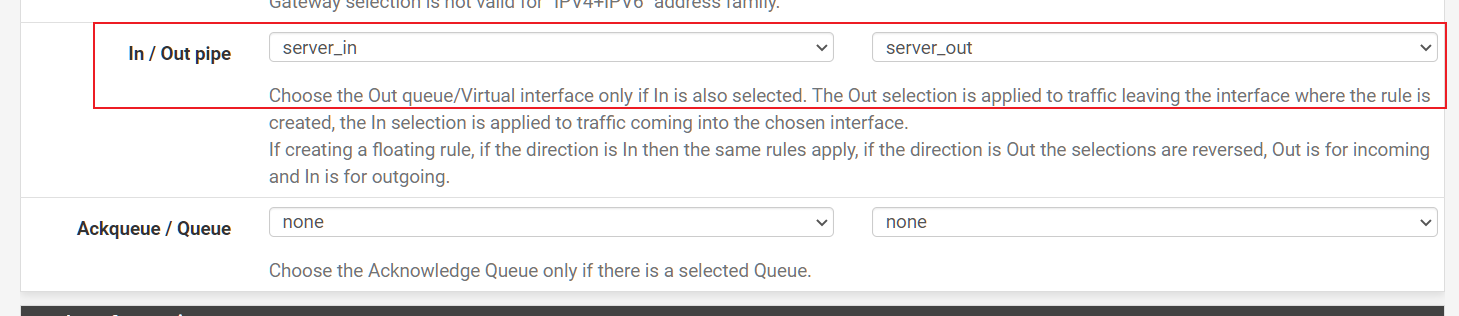 Gateway selection is not valid for "IPV4+IPV6" address family.
In / Out pipe
server_in
server_out
Choose the Out queue/Virtual interface only if In is also selected. The Out selection is applied to traffic leaving the interface where the rule is
created, the In selection is applied to traffic coming into the chosen interface.
If creating a floating rule, if the direction is In then the same rules apply, if the direction is Out the selections are reversed, Out is for incoming
and In is for outgoing.
Ackqueue / Queue
none
none
Choose the Acknowledge Queue only if there is a selected Queue.